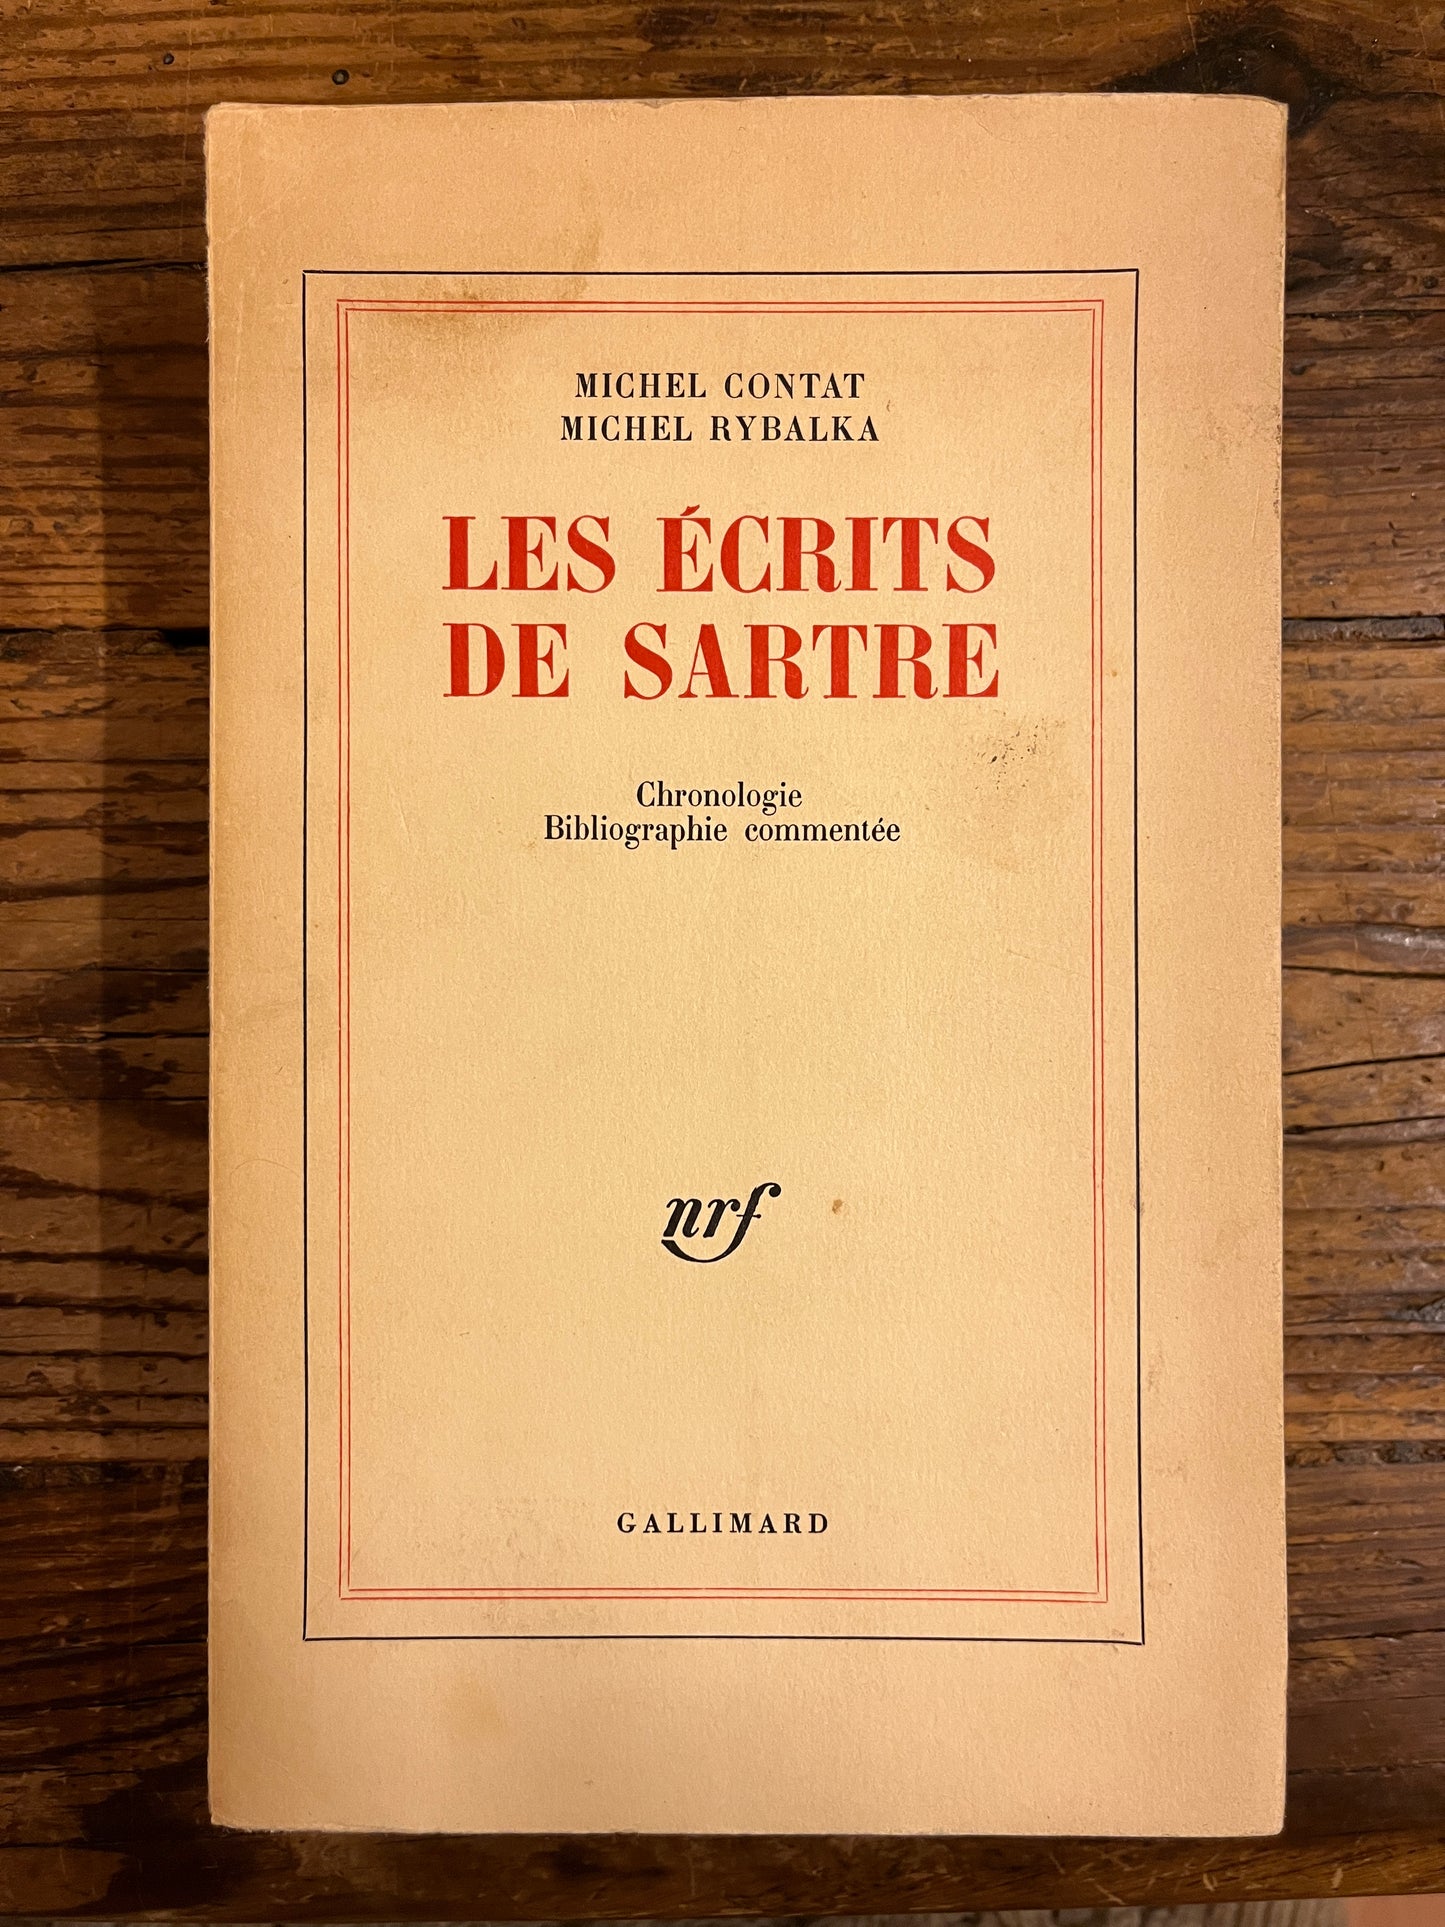 MICHEL CONTAT
MICHEL RYBALKA
LES ÉCRITS
DE SARTRE
Chronologie
Bibliographie commentée
nrf
GALLIMARD